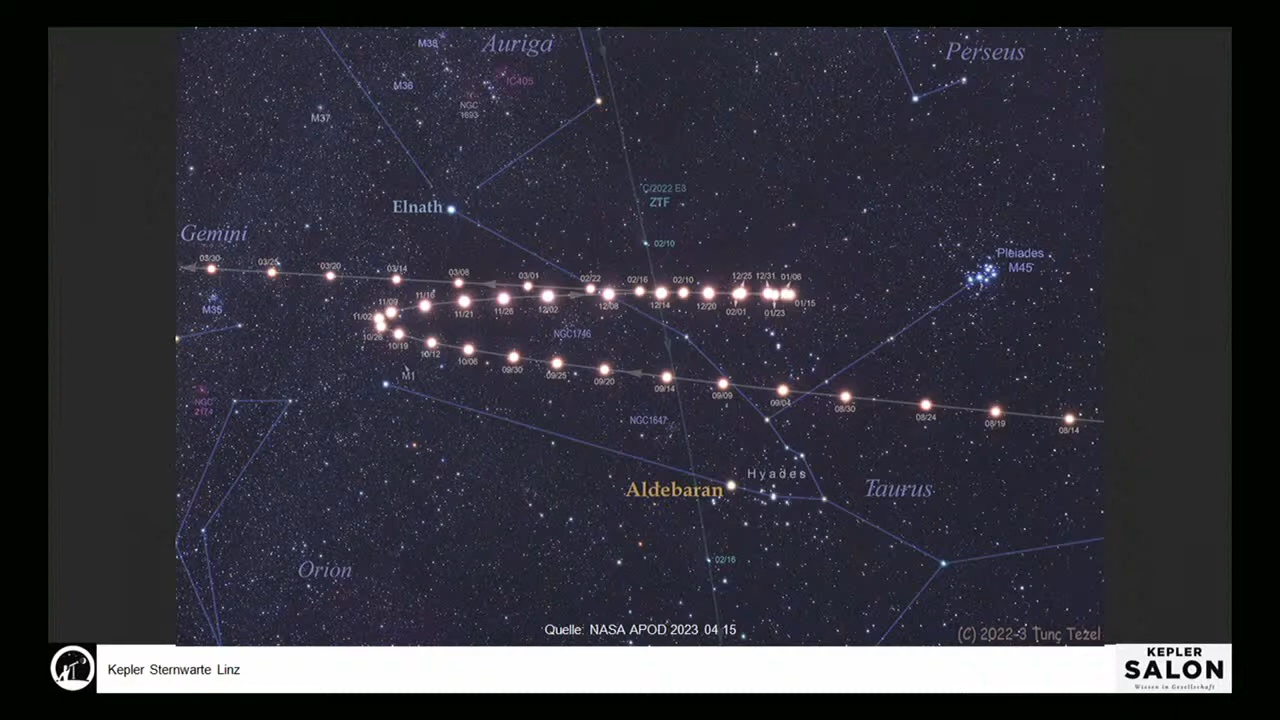 Auriga
Perseus
M38
M36
IC405
NGC
1893
M37
C/2022 E3
ZTF
Elnath
Gemini
02/10
Pleiades
M45
03/30
03/25
03/20
03/14
03/08
03/01
02/22
02/16
02/10
12/25
12/31
01/06
11/09
11/16
11/21
11/26
12/02
12/08
12/14
12/20
02/01
01/23
01/15
M35
11/02
10/26
10/19
10/12
10/06
09/30
09/25
09/20
09/14
09/09
09/04
08/30
08/24
08/19
08/14
NGC1746
M1
NGC
2174
NGC1647
Hyades
Aldebaran
Taurus
02/16
Orion
Quelle: NASA APOD 2023 04 15
(C) 2022-3 Tunç Tezel
Kepler Sternwarte Linz
KEPLER
SALON
Wissen in Gesellschaft